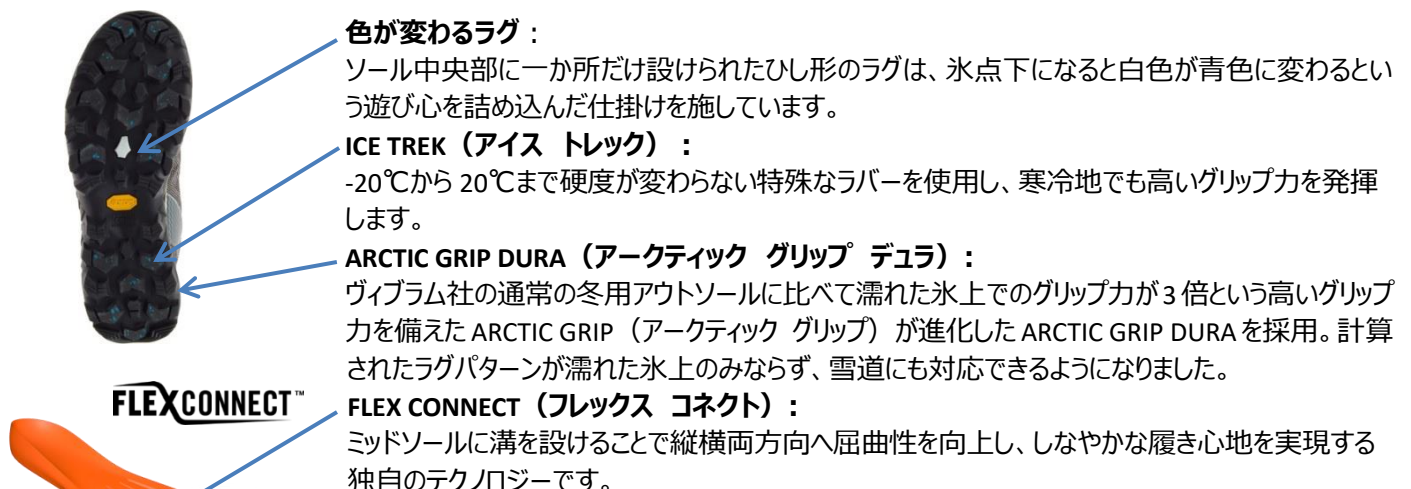 色が変わるラグ：
ソール中央部に一か所だけ設けられたひし形のラグは、氷点下になると白色が青色に変わるとい
う遊び心を詰め込んだ仕掛けを施しています。
ICE TREK（アイス トレック）：
-20℃から 20℃まで硬度が変わらない特殊なラバーを使用し、寒冷地でも高いグリップ力を発揮
します。
ARCTIC GRIP DURA（アークティック グリップ デュラ）：
ヴィブラム社の通常の冬用アウトソールに比べて濡れた氷上でのグリップ力が 3 倍という高いグリップ
力を備えた ARCTIC GRIP（アークティック グリップ）が進化した ARCTIC GRIP DURA を採用。計算
されたラグパターンが濡れた氷上のみならず、雪道にも対応できるようになりました。
FLEXCONNECT™
FLEX CONNECT（フレックス コネクト）：
ミッドソールに溝を設けることで縦横両方向へ屈曲性を向上し、しなやかな履き心地を実現する
独自のテクノロジーです。